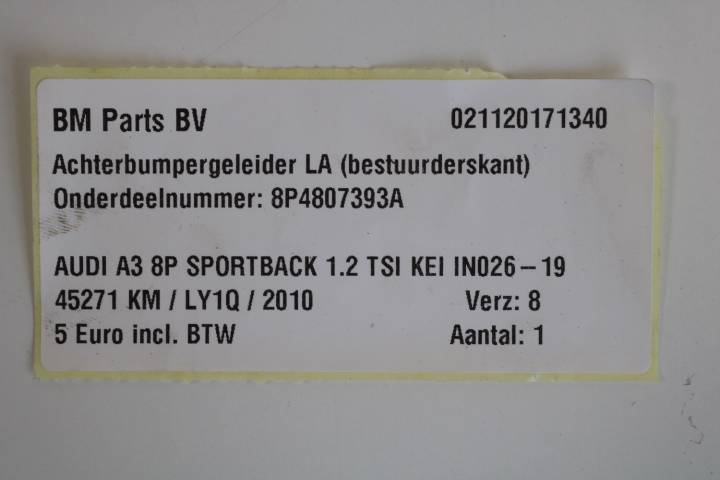 BM Parts BV 021120171340
Achterbumpergeleider LA (bestuurderskant)
Onderdeelnummer: 8P4807393A
AUDI A3 8P SPORTBACK 1.2 TSI KEI IN026-19
45271 KM / LY1Q / 2010 Verz: 8
5 Euro incl. BTW Aantal: 1